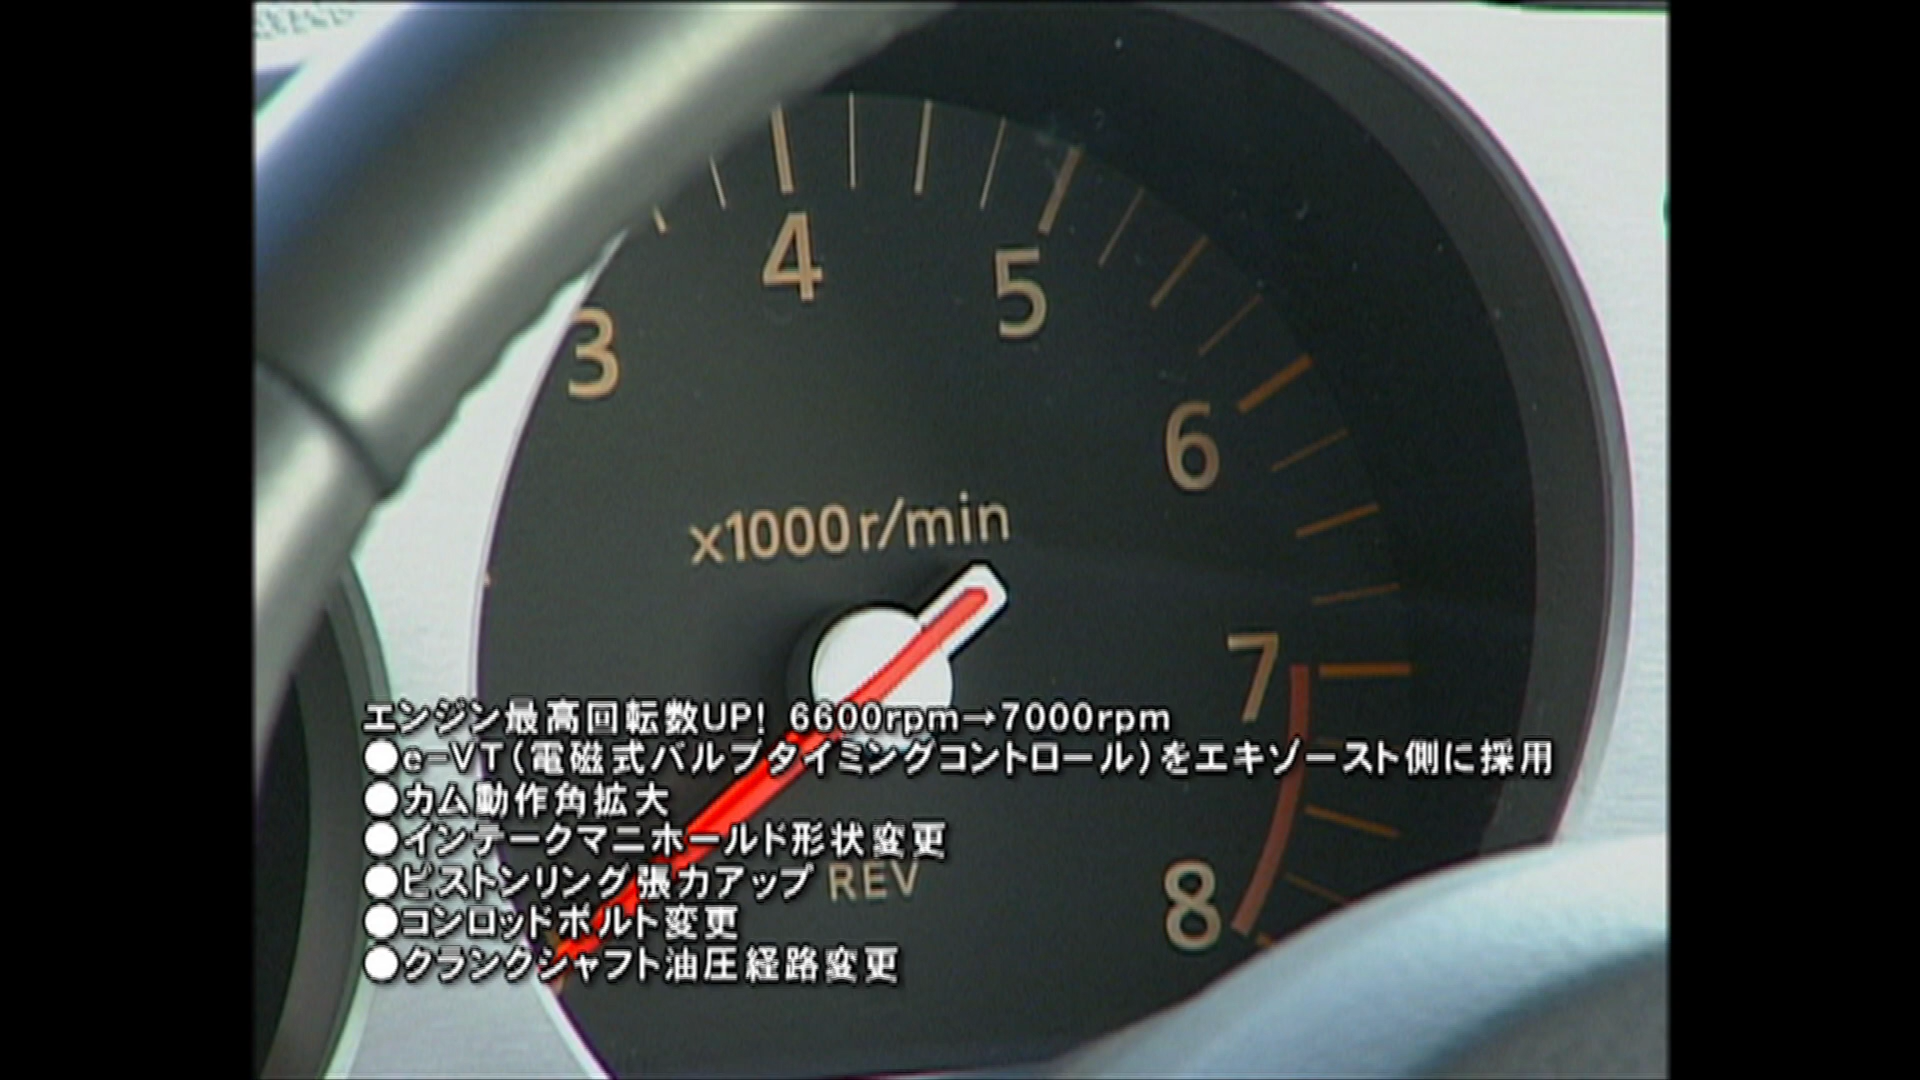 4
5
3
6
x1000r/min
7
エンジン最高回転数UP! 6600rpm→7000rpm
●e-VT(電磁式バルブタイミングコントロール)をエキゾースト側に採用
●カム動作角拡大
●インテークマニホールド形状変更
●ピストンリング張力アップ
REV
8
●コンロッドボルト変更
●クランクシャフト油圧経路変更